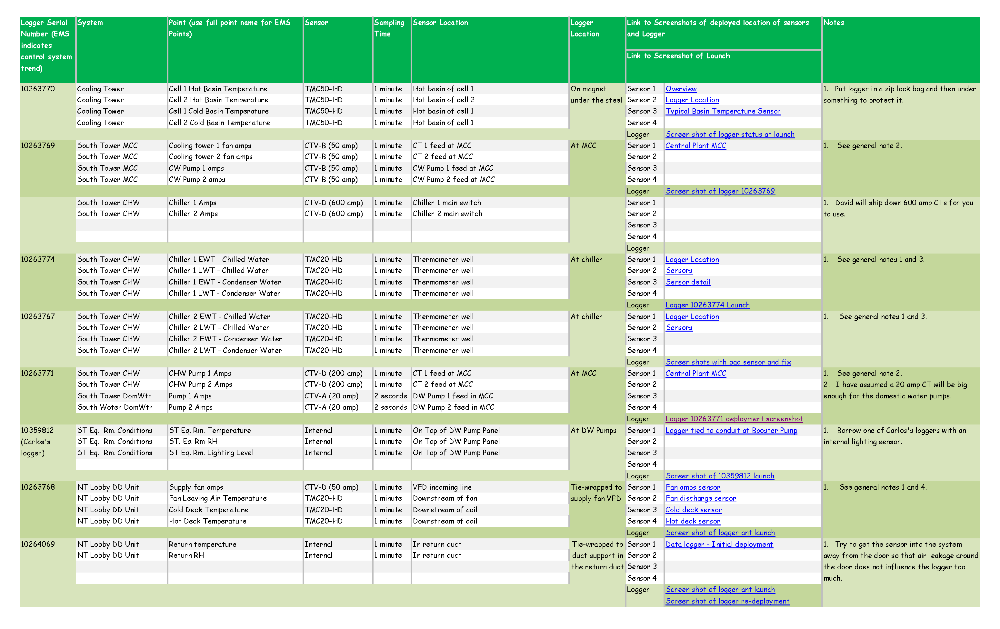 Logger Serial Number (EMS indicates control system trend) System Point (use full point name for EMS Points) Sensor Sampling Time Sensor Location Logger Location Link to Screenshots of deployed location of sensors and Logger Notes
Link to Screenshot of Launch
10263770 Cooling Tower Cell 1 Hot Basin Temperature TMC50-HD 1 minute Hot basin of cell 1 On magnet Sensor 1 Overview 1. Put logger in a zip lock bag and then under
Cooling Tower Cell 2 Hot Basin Temperature TMC50-HD 1 minute Hot basin of cell 2 under the steel Sensor 2 Logger Location something to protect it.
Cooling Tower Cell 1 Cold Basin Temperature TMC50-HD 1 minute Hot basin of cell 1 Sensor 3 Typical Basin Temperature Sensor
Cooling Tower Cell 2 Cold Basin Temperature TMC50-HD 1 minute Hot basin of cell 1 Sensor 4
Logger Screen shot of logger status at launch
10263769 South Tower MCC Cooling tower 1 fan amps CTV-B (50 amp) 1 minute CT 1 feed at MCC At MCC Sensor 1 Central Plant MCC 1. See general note 2.
South Tower MCC Cooling tower 2 fan amps CTV-B (50 amp) 1 minute CT 2 feed at MCC Sensor 2
South Tower MCC CW Pump 1 amps CTV-B (50 amp) 1 minute CW Pump 1 feed at MCC Sensor 3
South Tower MCC CW Pump 2 amps CTV-B (50 amp) 1 minute CW Pump 2 feed at MCC Sensor 4
Logger Screen shot of logger 10263769
South Tower CHW Chiller 1 Amps CTV-D (600 amp) 1 minute Chiller 1 main switch Sensor 1 1. David will ship down 600 amp CTs for you
South Tower CHW Chiller 2 Amps CTV-D (600 amp) 1 minute Chiller 2 main switch Sensor 2 to use.
Sensor 3
Sensor 4
Logger
10263774 South Tower CHW Chiller 1 EWT - Chilled Water TMC20-HD 1 minute Thermometer well At chiller Sensor 1 Logger Location 1. See general notes 1 and 3.
South Tower CHW Chiller 1 LWT - Chilled Water TMC20-HD 1 minute Thermometer well Sensor 2 Sensors
South Tower CHW Chiller 1 EWT - Condenser Water TMC20-HD 1 minute Thermometer well Sensor 3 Sensor detail
South Tower CHW Chiller 1 LWT - Condenser Water TMC20-HD 1 minute Thermometer well Sensor 4
Logger Logger 10263774 Launch
10263767 South Tower CHW Chiller 2 EWT - Chilled Water TMC20-HD 1 minute Thermometer well At chiller Sensor 1 Logger Location 1. See general notes 1 and 3.
South Tower CHW Chiller 2 LWT - Chilled Water TMC20-HD 1 minute Thermometer well Sensor 2 Sensors
South Tower CHW Chiller 2 EWT - Condenser Water TMC20-HD 1 minute Thermometer well Sensor 3
South Tower CHW Chiller 2 LWT - Condenser Water TMC20-HD 1 minute Thermometer well Sensor 4
Logger Screen shots with bad sensor and fix
10263771 South Tower CHW CHW Pump 1 Amps CTV-D (200 amp) 1 minute CT 1 feed at MCC At MCC Sensor 1 Central Plant MCC 1. See general note 2.
South Tower CHW CHW Pump 2 Amps CTV-D (200 amp) 1 minute CT 2 feed at MCC Sensor 2 2. I have assumed a 20 amp CT will be big
South Tower DomWtr Pump 1 Amps CTV-A (20 amp) 2 seconds DW Pump 1 feed in MCC Sensor 3 enough for the domestic water pumps.
South Woter DomWtr Pump 2 Amps CTV-A (20 amp) 2 seconds DW Pump 2 feed in MCC Sensor 4
Logger Logger 10263771 deployment screenshot
10359812 ST Eq. Rm. Conditions ST Eq. Rm. Temperature Internal 1 minute On Top of DW Pump Panel At DW Pumps Sensor 1 Logger tied to conduit at Booster Pump 1. Borrow one of Carlos's loggers with an
(Carlos's ST Eq. Rm. Conditions ST. Eq. Rm RH Internal 1 minute On Top of DW Pump Panel Sensor 2 internal lighting sensor.
logger) ST Eq. Rm. Conditions ST Eq. Rm. Lighting Level Internal 1 minute On Top of DW Pump Panel Sensor 3
Sensor 4
Logger Screen shot of 10359812 launch
10263768 NT Lobby DD Unit Supply fan amps CTV-D (50 amp) 1 minute VFD incoming line Tie-wrapped to Sensor 1 Fan amps sensor 1. See general notes 1 and 4.
NT Lobby DD Unit Fan Leaving Air Temperature TMC20-HD 1 minute Downstream of fan supply fan VFD Sensor 2 Fan discharge sensor
NT Lobby DD Unit Cold Deck Temperature TMC20-HD 1 minute Downstream of coil Sensor 3 Cold deck sensor
NT Lobby DD Unit Hot Deck Temperature TMC20-HD 1 minute Downstream of coil Sensor 4 Hot deck sensor
Logger Screen shot of logger ant launch
10264069 NT Lobby DD Unit Return temperature Internal 1 minute In return duct Tie-wrapped to Sensor 1 Data logger - Initial deployment 1. Try to get the sensor into the system
NT Lobby DD Unit Return RH Internal 1 minute In return duct duct support in Sensor 2 away from the door so that air leakage around
the return duct Sensor 3 the door does not influence the logger too
Sensor 4 much.
Logger Screen shot of logger ant launch
Screen shot of logger re-deployment